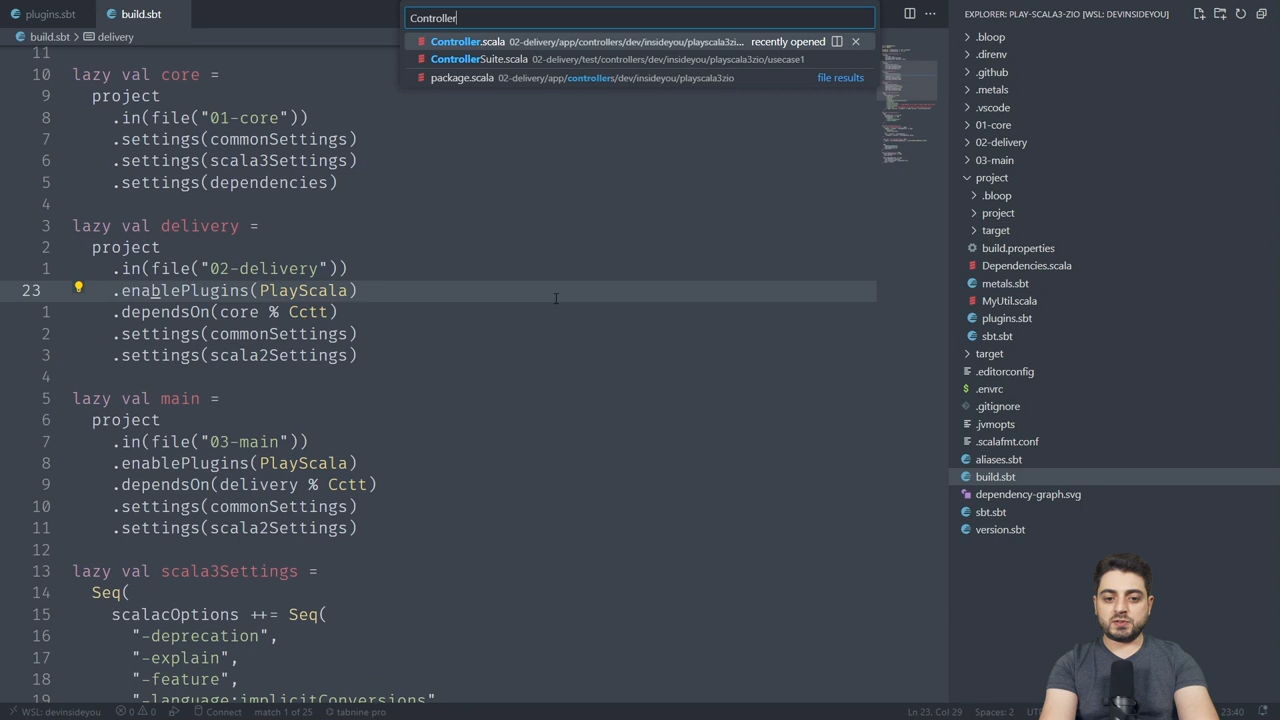 plugins.sbt
build.sbt
Controller
build.sbt > delivery
Controller.scala 02-delivery/app/controllers/dev/insideyou/playscala3zi... recently opened
ControllerSuite.scala 02-delivery/test/controllers/dev/insideyou/playscala3zio/usecase1
package.scala 02-delivery/app/controllers/dev/insideyou/playscala3zio file results
11
10 lazy val core =
9 project
8 .in(file("01-core"))
7 .settings(commonSettings)
6 .settings(scala3Settings)
5 .settings(dependencies)
4
3 lazy val delivery =
2 project
1 .in(file("02-delivery"))
23 .enablePlugins(PlayScala)
1 .dependsOn(core % Cctt)
2 .settings(commonSettings)
3 .settings(scala2Settings)
4
5 lazy val main =
6 project
7 .in(file("03-main"))
8 .enablePlugins(PlayScala)
9 .dependsOn(delivery % Cctt)
10 .settings(commonSettings)
11 .settings(scala2Settings)
12
13 lazy val scala3Settings =
14 Seq(
15 scalacOptions ++= Seq(
16 "-deprecation",
17 "-explain",
18 "-feature",
19 "-language:implicitConversions"
EXPLORER: PLAY-SCALA3-ZIO [WSL: DEVINSIDEYOU]
.bloop
.direnv
.github
.metals
.vscode
01-core
02-delivery
03-main
project
.bloop
project
target
build.properties
Dependencies.scala
metals.sbt
MyUtil.scala
plugins.sbt
sbt.sbt
target
.editorconfig
.envrc
.gitignore
.jvmopts
.scalafmt.conf
aliases.sbt
build.sbt
dependency-graph.svg
sbt.sbt
version.sbt
WSL: devinsideyou 0 0 Connect match 1 of 25 tabnine pro Ln 23, Col 29 Spaces: 2 23:40